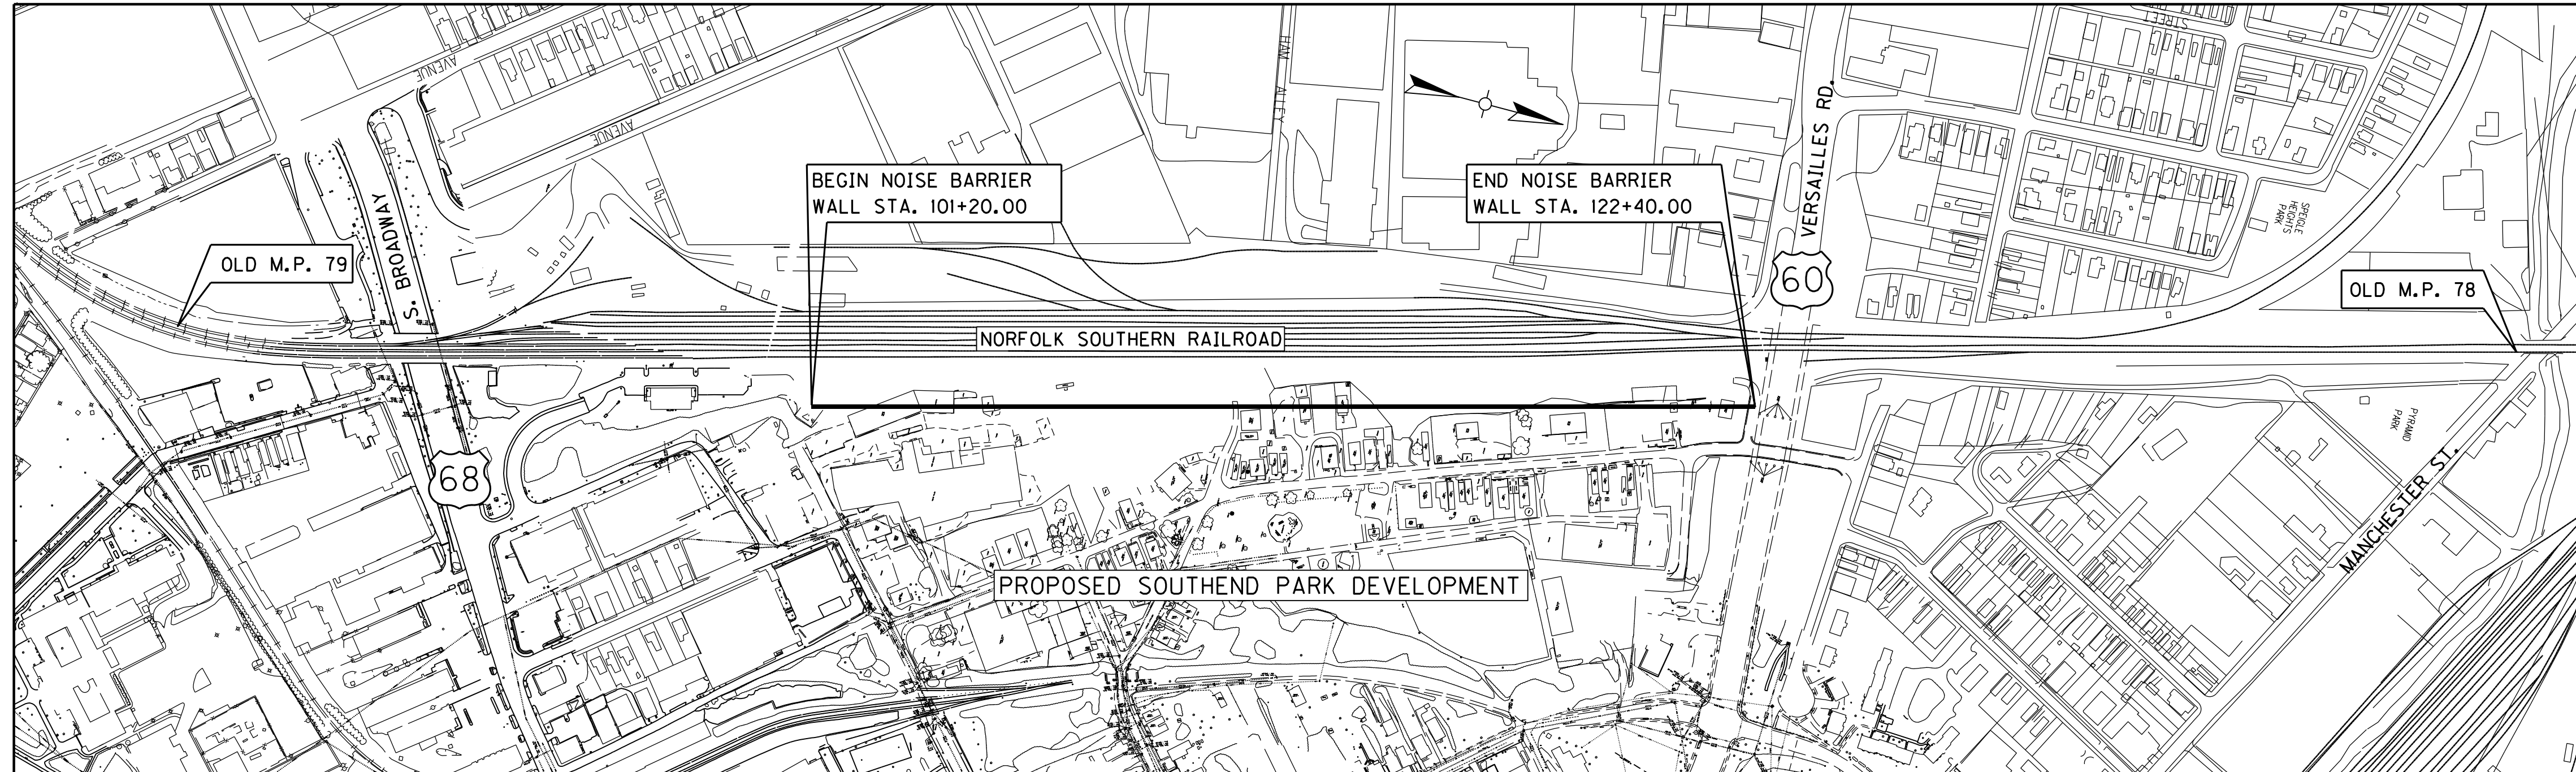 STREET
AVENUE
AVENUE
HAM ALLEY
VERSAILLES RD.
BEGIN NOISE BARRIER
WALL STA. 101+20.00
END NOISE BARRIER
WALL STA. 122+40.00
SPEIGLE
HEIGHTS
PARK
OLD M.P. 79
S. BROADWAY
60
OLD M.P. 78
NORFOLK SOUTHERN RAILROAD
PYRAMID
PARK
68
MANCHESTER ST.
PROPOSED SOUTHEND PARK DEVELOPMENT